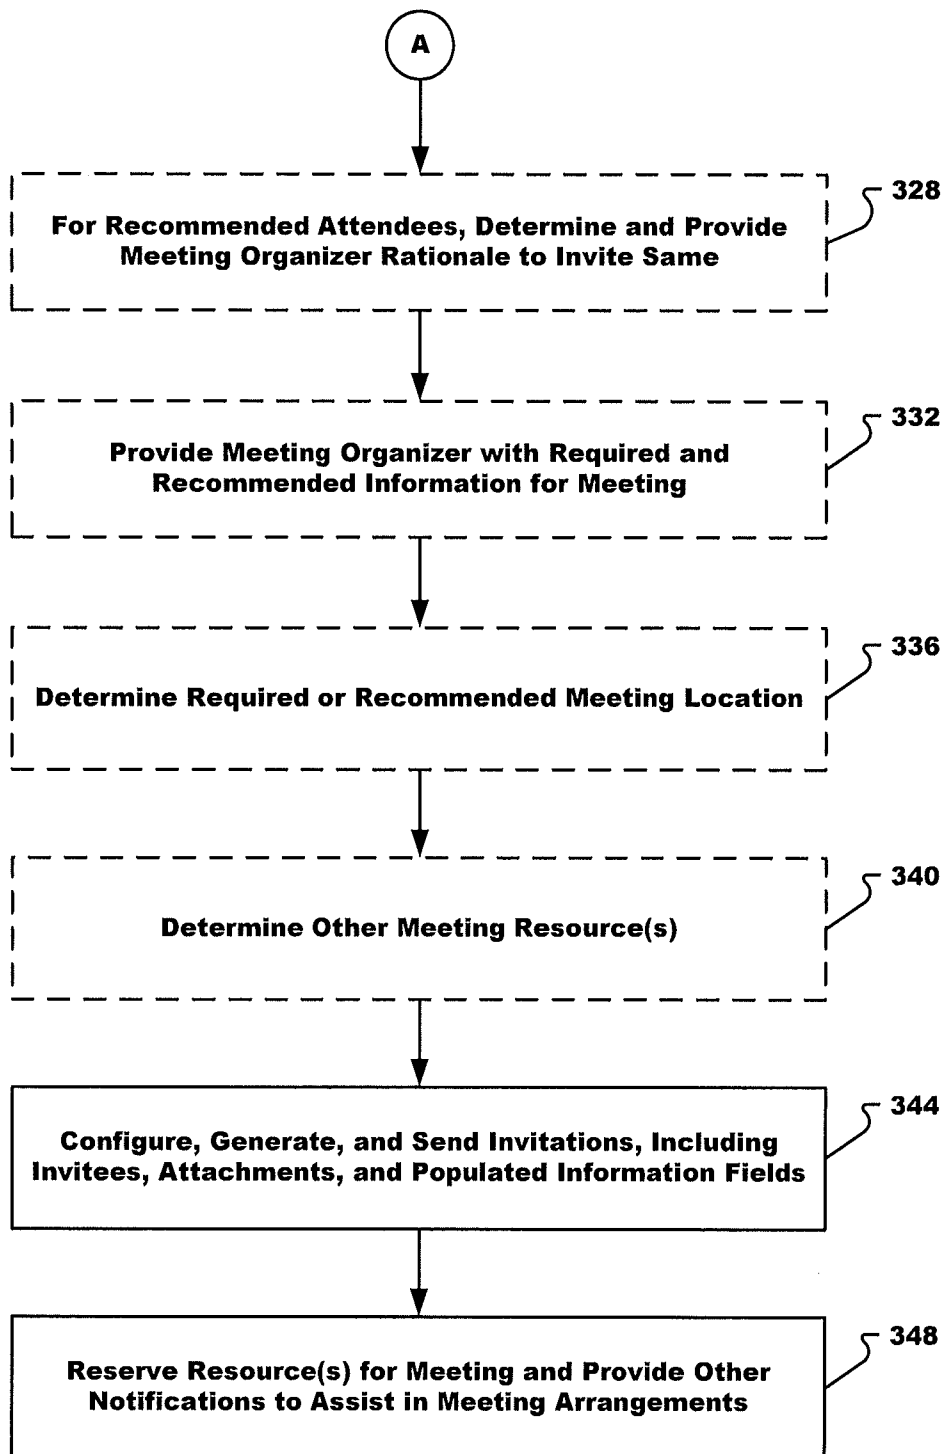 A
328
For Recommended Attendees, Determine and Provide
Meeting Organizer Rationale to Invite Same
332
Provide Meeting Organizer with Required and
Recommended Information for Meeting
336
Determine Required or Recommended Meeting Location
340
Determine Other Meeting Resource(s)
344
Configure, Generate, and Send Invitations, Including
Invitees, Attachments, and Populated Information Fields
348
Reserve Resource(s) for Meeting and Provide Other
Notifications to Assist in Meeting Arrangements